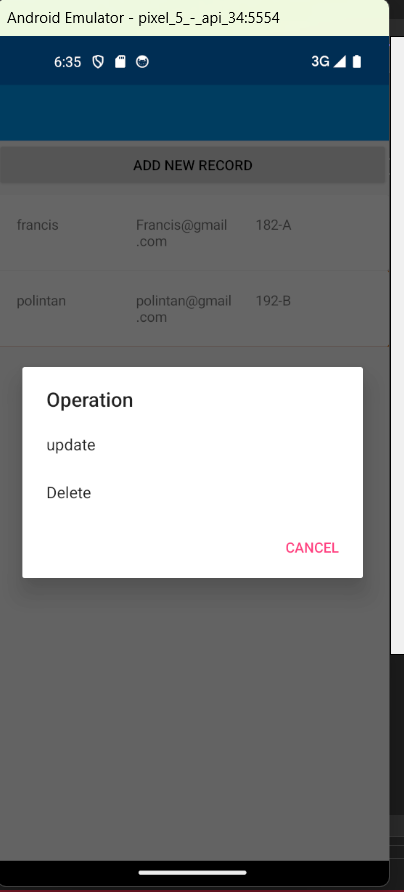 Android Emulator - pixel_5_-_api_34:5554
6:35
3G
ADD NEW RECORD
francis
Francis@gmail
.com
182-A
polintan
polintan@gmail
.com
192-B
Operation
update
Delete
CANCEL